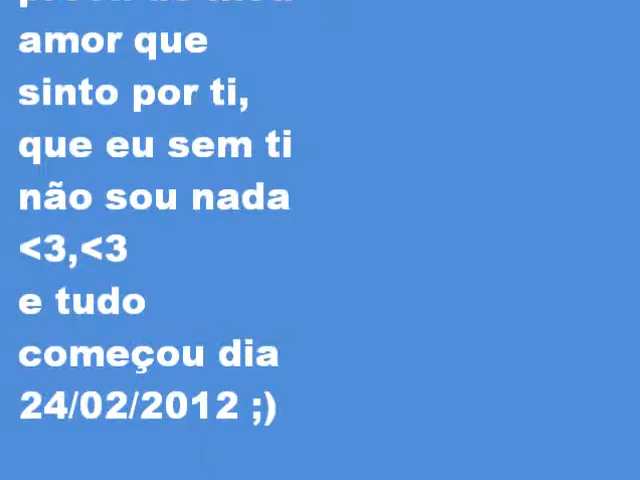 amor que
sinto por ti,
que eu sem ti
não sou nada
<3,<3
e tudo
começou dia
24/02/2012 ;)